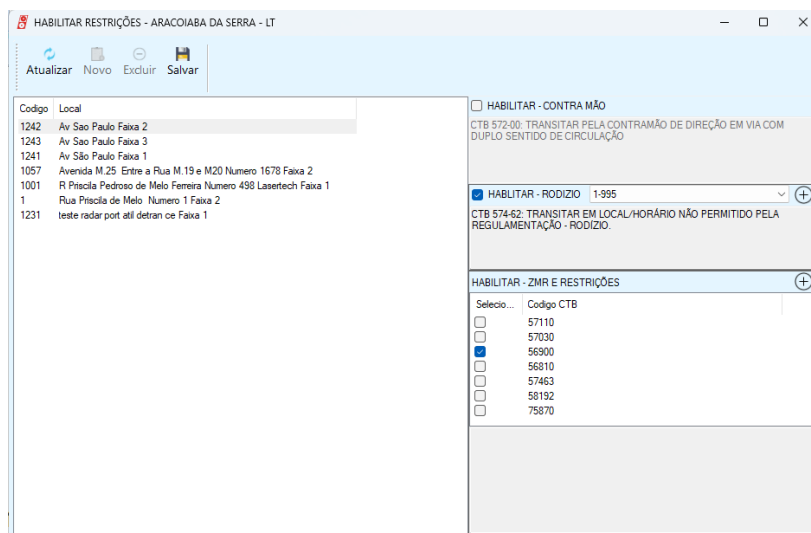 HABILITAR RESTRIÇÕES - ARACOIABA DA SERRA - LT
Atualizar Novo Excluir Salvar
Codigo Local
1242 Av Sao Paulo Faixa 2
1243 Av Sao Paulo Faixa 3
1241 Av São Paulo Faixa 1
1057 Avenida M.25 Entre a Rua M.19 e M20 Numero 1678 Faixa 2
1001 R Priscila Pedroso de Melo Ferreira Numero 498 Lasertech Faixa 1
1 Rua Priscila de Melo Numero 1 Faixa 2
1231 teste radar port atil detran ce Faixa 1
HABILITAR - CONTRA MÃO
CTB 572-00: TRANSITAR PELA CONTRAMÃO DE DIREÇÃO EM VIA COM
DUPLO SENTIDO DE CIRCULAÇÃO
HABLITAR - RODIZIO 1-995
CTB 574-62: TRANSITAR EM LOCAL/HORÁRIO NÃO PERMITIDO PELA
REGULAMENTAÇÃO - RODÍZIO.
HABILITAR - ZMR E RESTRIÇÕES
Selecio... Codigo CTB
57110
57030
56900
56810
57463
58192
75870